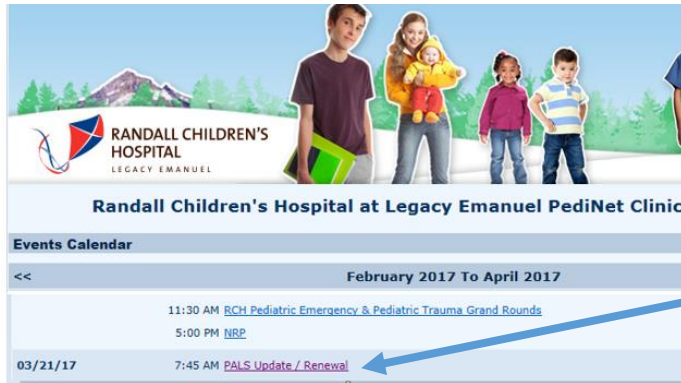 RANDALL CHILDREN'S
HOSPITAL
LEGACY EMANUEL
Randall Children's Hospital at Legacy Emanuel PediNet Clinic
Events Calendar
<< February 2017 To April 2017
11:30 AM RCH Pediatric Emergency & Pediatric Trauma Grand Rounds
5:00 PM NRP
03/21/17 7:45 AM PALS Update / Renewal